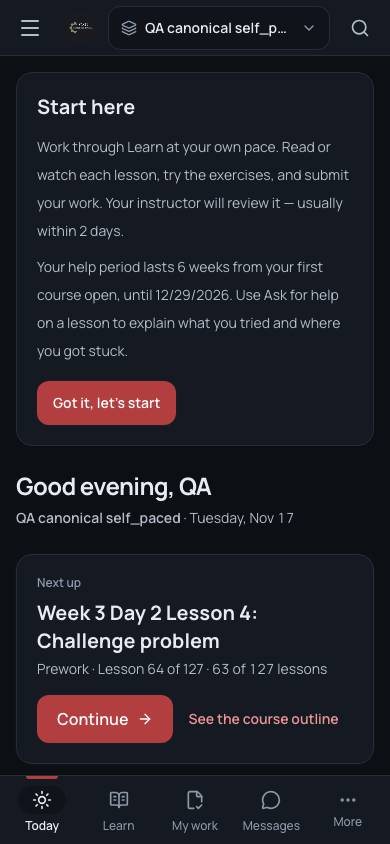 QA canonical self_p...
Start here
Work through Learn at your own pace. Read or
watch each lesson, try the exercises, and submit
your work. Your instructor will review it — usually
within 2 days.
Your help period lasts 6 weeks from your first
course open, until 12/29/2026. Use Ask for help
on a lesson to explain what you tried and where
you got stuck.
Got it, let's start
Good evening, QA
QA canonical self_paced · Tuesday, Nov 17
Next up
Week 3 Day 2 Lesson 4:
Challenge problem
Prework · Lesson 64 of 127 · 63 of 127 lessons
Continue → See the course outline
Today Learn My work Messages More